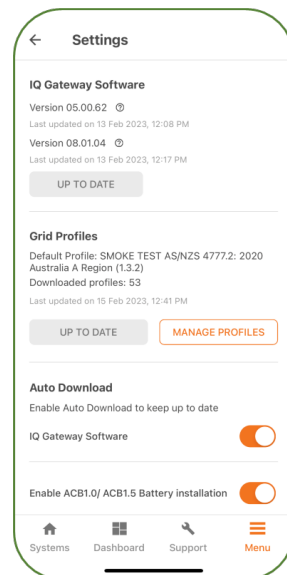 Settings
IQ Gateway Software
Version 05.00.62
Last updated on 13 Feb 2023, 12:08 PM
Version 08.01.04
Last updated on 13 Feb 2023, 12:17 PM
UP TO DATE
Grid Profiles
Default Profile: SMOKE TEST AS/NZS 4777.2: 2020
Australia A Region (1.3.2)
Downloaded profiles: 53
Last updated on 15 Feb 2023, 12:41 PM
UP TO DATE MANAGE PROFILES
Auto Download
Enable Auto Download to keep up to date
IQ Gateway Software
Enable ACB1.0/ ACB1.5 Battery installation
Systems Dashboard Support Menu